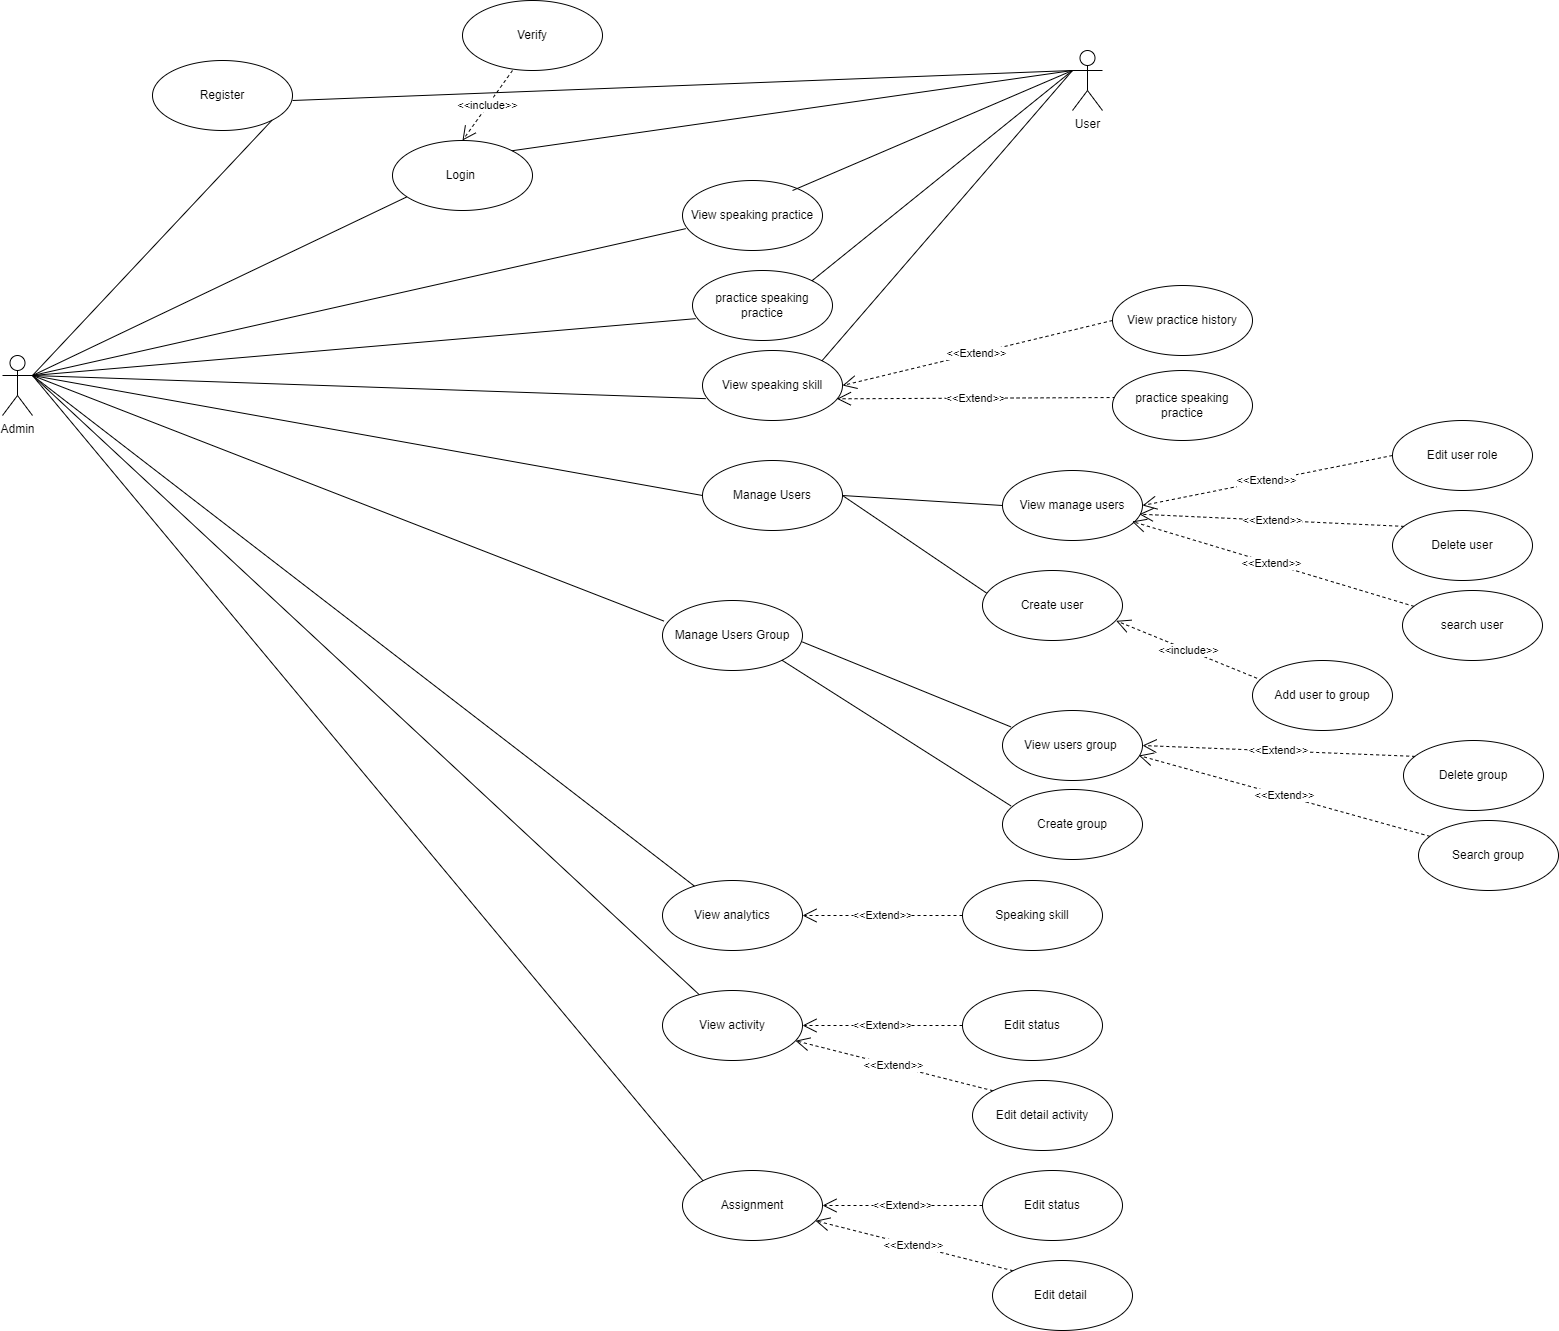 Verify
Register
<<include>>
User
Login
View speaking practice
practice speaking
practice
View practice history
<<Extend>>
View speaking skill
<<Extend>>
practice speaking
practice
Admin
Edit user role
<<Extend>>
Manage Users
View manage users
<<Extend>>
Delete user
<<Extend>>
Create user
search user
Manage Users Group
<<include>>
Add user to group
View users group
<<Extend>>
Delete group
<<Extend>>
Create group
Search group
View analytics
<<Extend>>
Speaking skill
View activity
<<Extend>>
Edit status
<<Extend>>
Edit detail activity
Assignment
<<Extend>>
Edit status
<<Extend>>
Edit detail